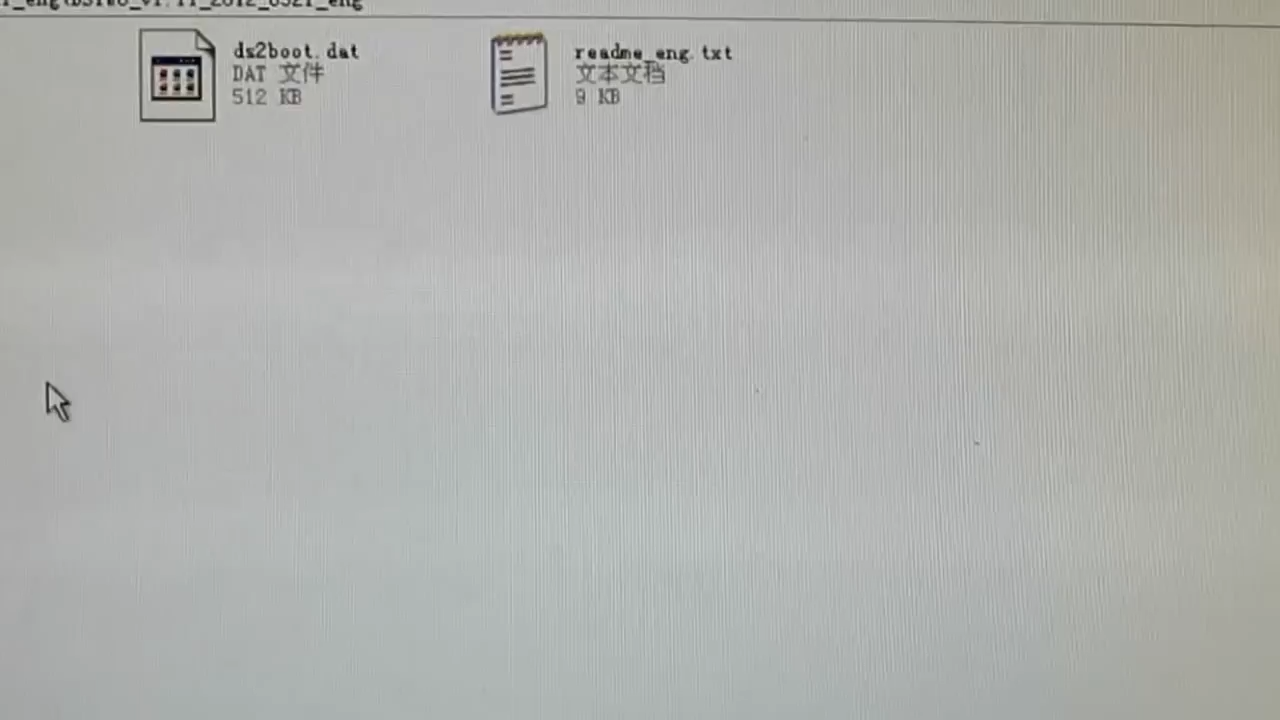 ds2boot.dat
DAT 文件
512 KB
readme_eng.txt
文本文档
9 KB